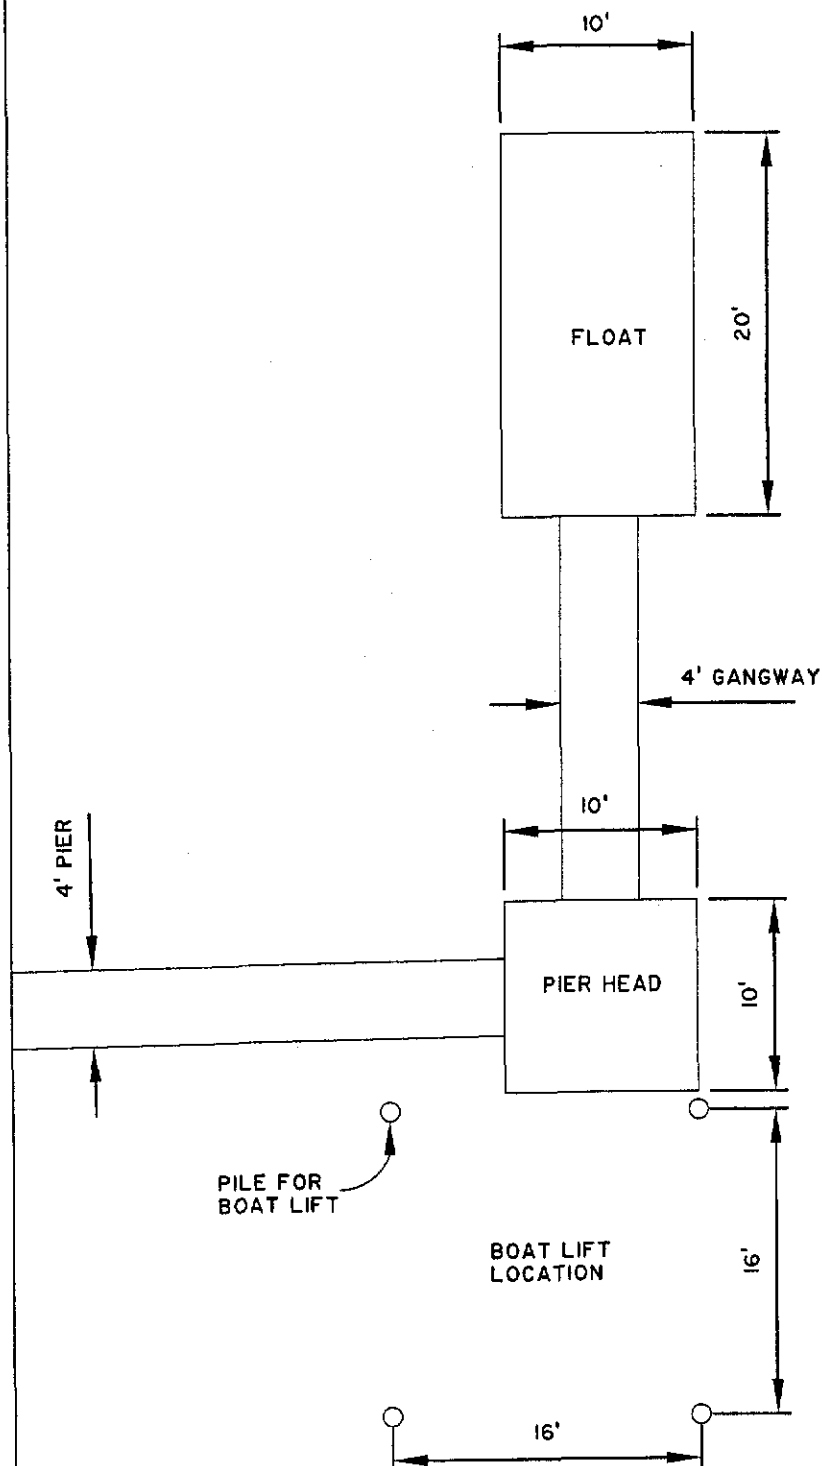 10'
FLOAT
20'
4' GANGWAY
10'
4' PIER
PIER HEAD
10'
PILE FOR
BOAT LIFT
BOAT LIFT
LOCATION
16'
16'